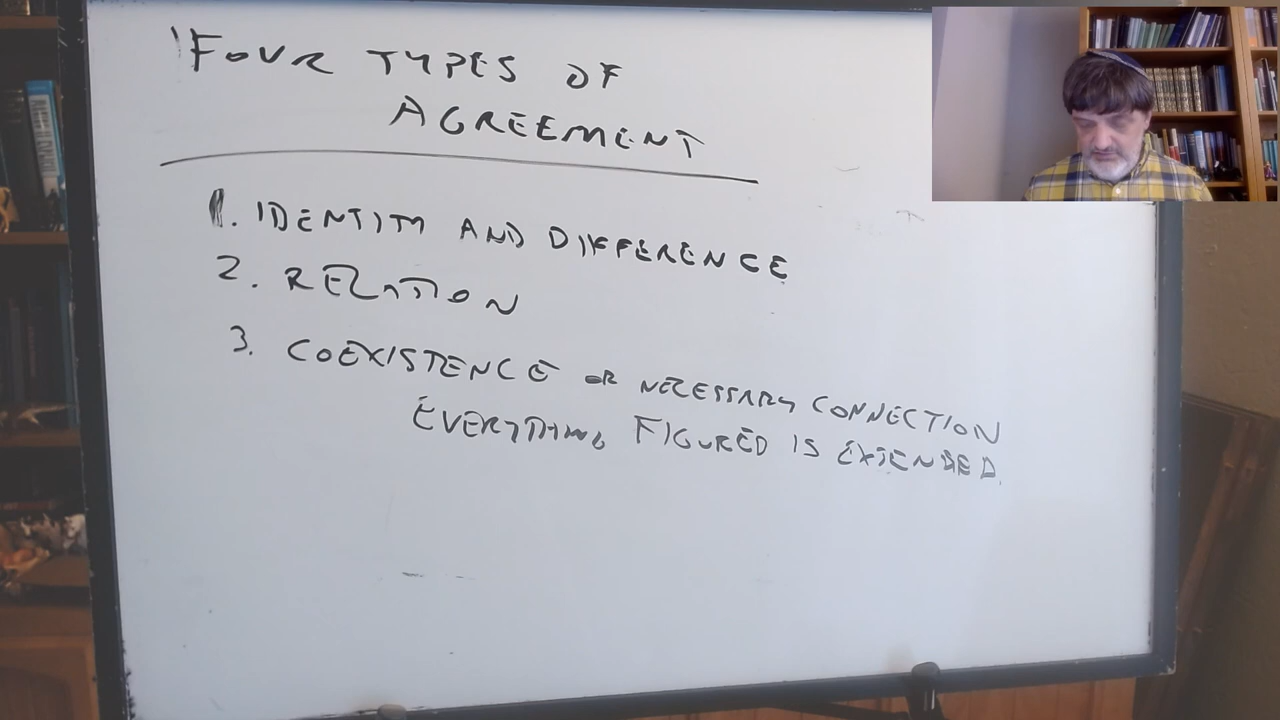 FOUR TYPES OF
AGREEMENT
1. IDENTITY AND DIFFERENCE
2. RELATION
3. COEXISTENCE OR NECESSARY CONNECTION
EVERYTHING FIGURED IS EXTENDED.